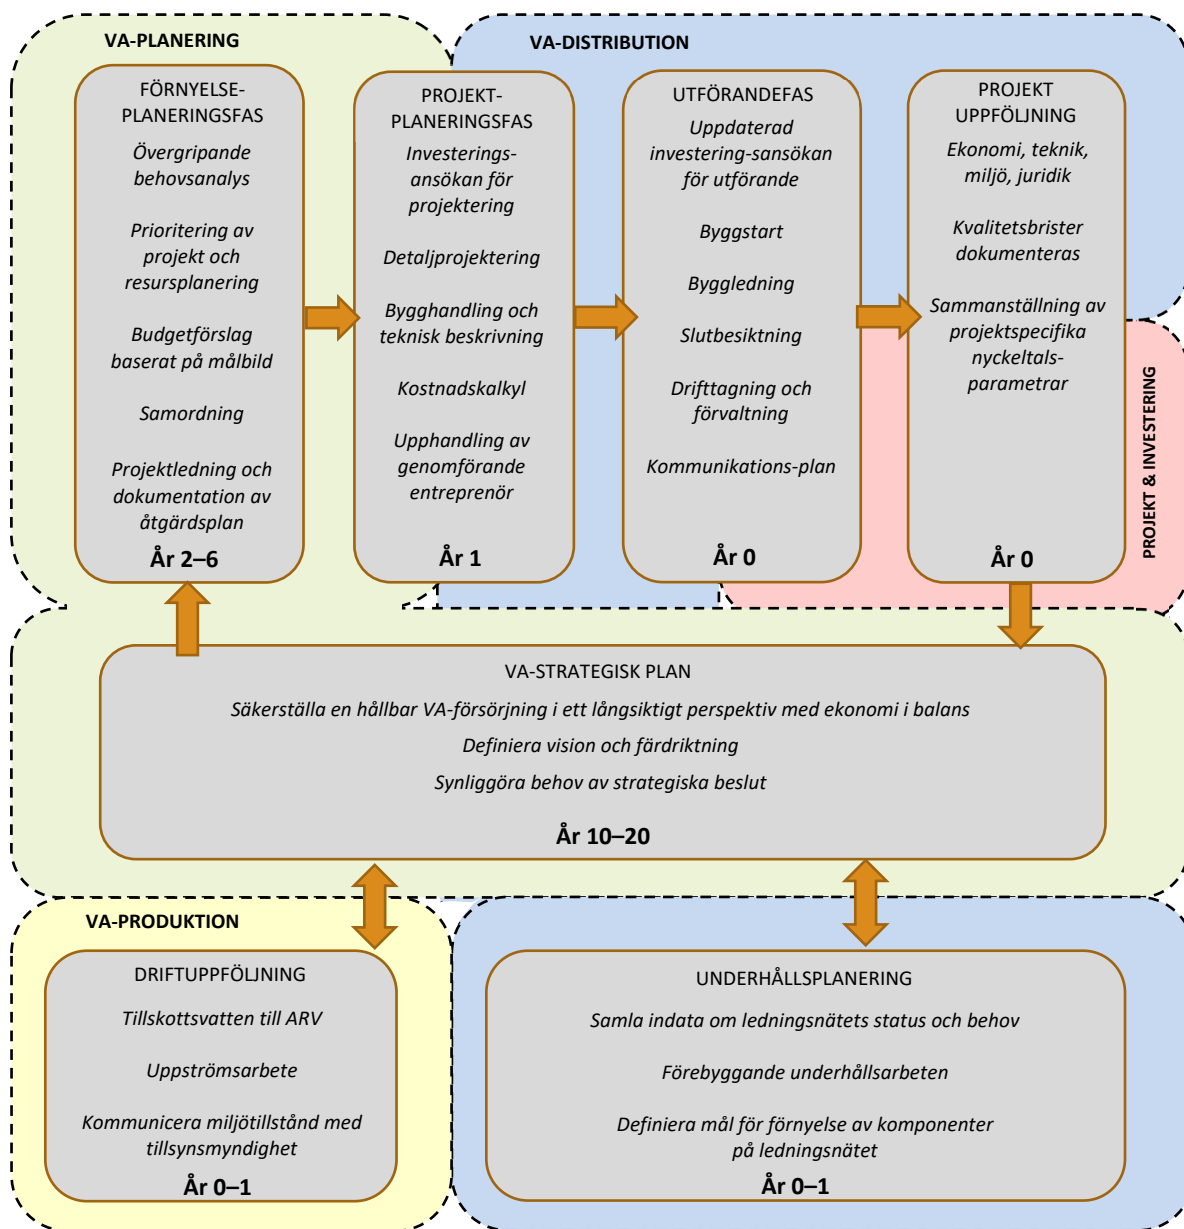 VA-PLANERING
VA-DISTRIBUTION
FÖRNYELSE-
PLANERINGSFAS
Övergripande
behovsanalys
Prioritering av
projekt och
resursplanering
Budgetförslag
baserat på målbild
Samordning
Projektledning och
dokumentation av
åtgärdsplan
År 2–6
PROJEKT-
PLANERINGSFAS
Investerings-
ansökan för
projektering
Detaljprojektering
Bygghandling och
teknisk beskrivning
Kostnadskalkyl
Upphandling av
genomförande
entreprenör
År 1
UTFÖRANDEFAS
Uppdaterad
investering-sansökan
för utförande
Byggstart
Byggledning
Slutbesiktning
Drifttagning och
förvaltning
Kommunikations-plan
År 0
PROJEKT
UPPFÖLJNING
Ekonomi, teknik,
miljö, juridik
Kvalitetsbrister
dokumenteras
Sammanställning av
projektspecifika
nyckeltals-
parametrar
År 0
PROJEKT & INVESTERING
VA-STRATEGISK PLAN
Säkerställa en hållbar VA-försörjning i ett långsiktigt perspektiv med ekonomi i balans
Definiera vision och färdriktning
Synliggöra behov av strategiska beslut
År 10–20
VA-PRODUKTION
DRIFTUPPFÖLJNING
Tillskottsvatten till ARV
Uppströmsarbete
Kommunicera miljötillstånd med
tillsynsmyndighet
År 0–1
UNDERHÅLLSPLANERING
Samla indata om ledningsnätets status och behov
Förebyggande underhållsarbeten
Definiera mål för förnyelse av komponenter
på ledningsnätet
År 0–1